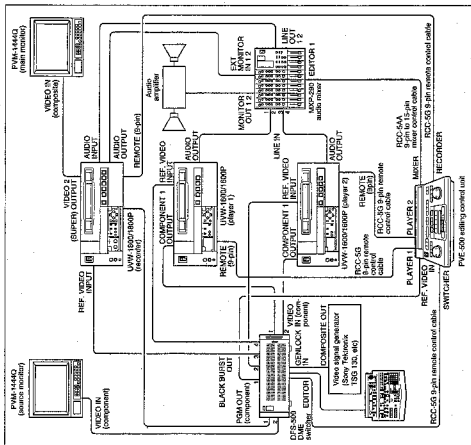 PVM-1444Q
(main monitor)
VIDEO IN
(composite)
Audio
amplifier
EXT
MONITOR
IN 1 2
LINE
OUT
1 2
MONITOR
OUT 1 2
EDITOR 1
audio mixer
LINE IN
VIDEO 2
(SUPER) OUTPUT
AUDIO
INPUT
AUDIO
OUTPUT
REMOTE (9-pin)
REF. VIDEO
INPUT
UVW-1800/1800P
(recorder)
COMPONENT 1
OUTPUT
REF. VIDEO
INPUT
AUDIO
OUTPUT
REMOTE
(9-pin)
UVW-1600/1600P
(player 1)
COMPONENT 1
OUTPUT
REF. VIDEO
INPUT
AUDIO
OUTPUT
UVW-1600/1600P (player 2)
REMOTE
(9pin)
RCC-5G 9-pin remote
control cable
RCC-5G
9-pin remote
control
cable
RCC-5AA
9-pin to 15-pin
mixer control cable
RCC-5G 9-pin remote control cable
PLAYER 1
PLAYER 2
MIXER
RECORDER
REF. VIDEO
IN
SWITCHER
PVE-500 editing control unit
PVM-1444Q
(source monitor)
VIDEO IN
(component)
BLACK BURST
OUT
PGM OUT
(component)
VIDEO
IN (com-
ponent)
GENLOCK
IN
EDITOR
DFS-500
DME
switcher
COMPOSITE OUT
Video signal generator
(Sony Tektronix
TSG 130, etc)
RCC-5G 9-pin remote control cable